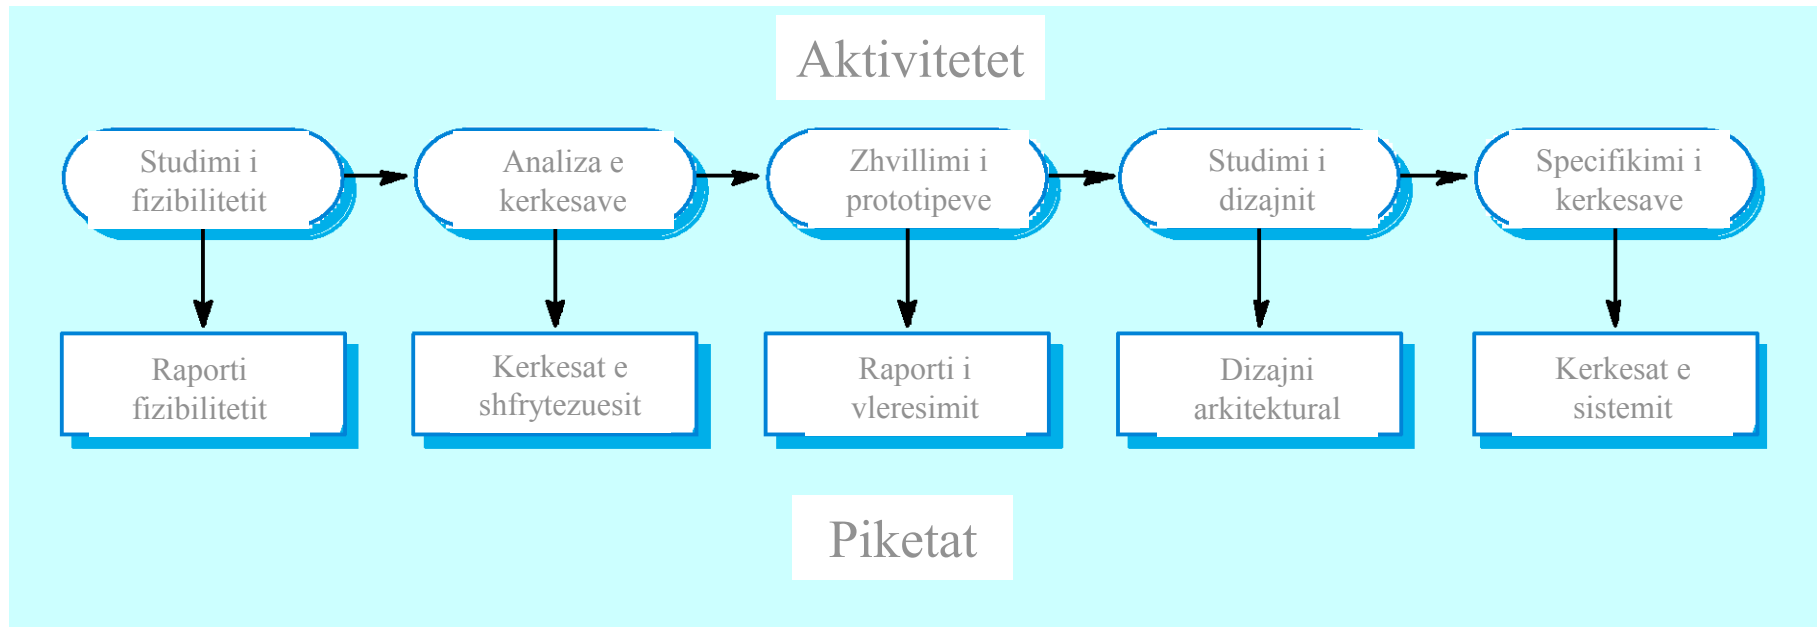 Aktivitetet
Studimi i
fizibilitetit
Analiza e
kerkesave
Zhvillimi i
prototipeve
Studimi i
dizajnit
Specifikimi i
kerkesave
Raporti
fizibilitetit
Kerkesat e
shfrytezuesit
Raporti i
vleresimit
Dizajni
arkitektural
Kerkesat e
sistemit
Piketat